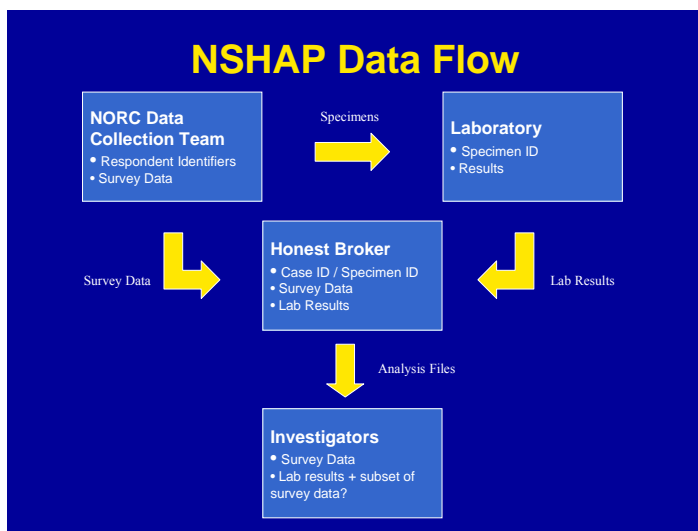 NSHAP Data Flow
NORC Data
Collection Team
• Respondent Identifiers
• Survey Data
Specimens
Laboratory
• Specimen ID
• Results
Survey Data
Honest Broker
• Case ID / Specimen ID
• Survey Data
• Lab Results
Lab Results
Analysis Files
Investigators
• Survey Data
• Lab results + subset of
survey data?